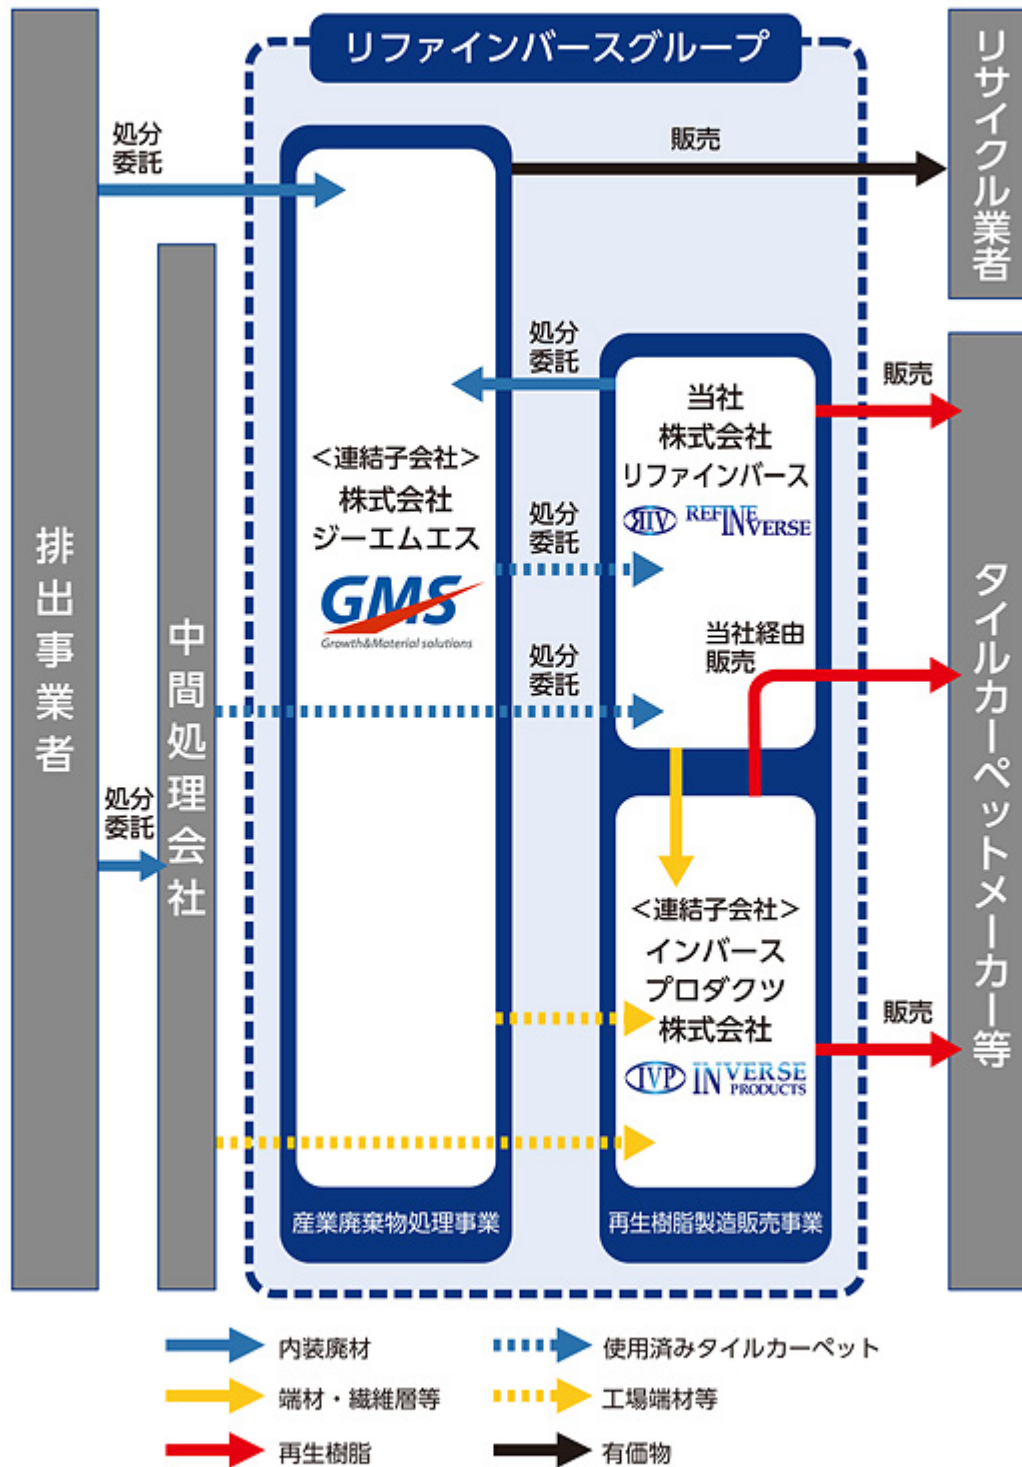 リファインバースグループ
処分
委託
販売
リサイクル業者
排出事業者
中間処理会社
処分
委託
処分
委託
当社
株式会社
リファインバース
RIV REFINE INVERSE
販売
<連結子会社>
株式会社
ジーエムエス
GMS
Growth&Material solutions
処分
委託
処分
委託
当社経由
販売
タイルカーペットメーカー等
<連結子会社>
インバース
プロダクツ
株式会社
IVP INVERSE
PRODUCTS
販売
産業廃棄物処理事業
再生樹脂製造販売事業
内装廃材
使用済みタイルカーペット
端材・繊維層等
工場端材等
再生樹脂
有価物